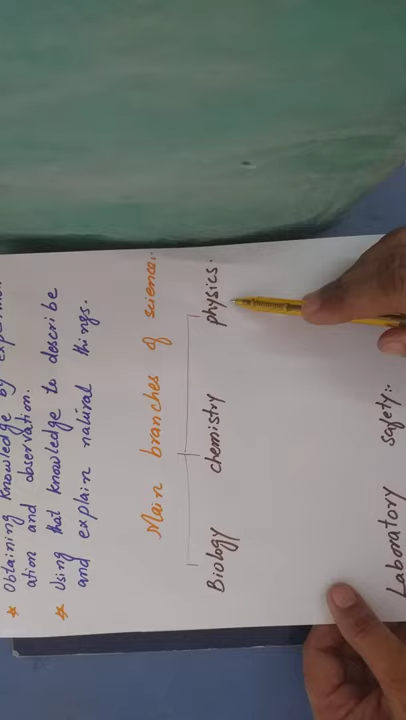 ★ Obtaining knowledge by
ation and observation.
★ Using that knowledge to describe
and explain natural things.
Main branches of science:
Biology chemistry physics.
Laboratory safety: